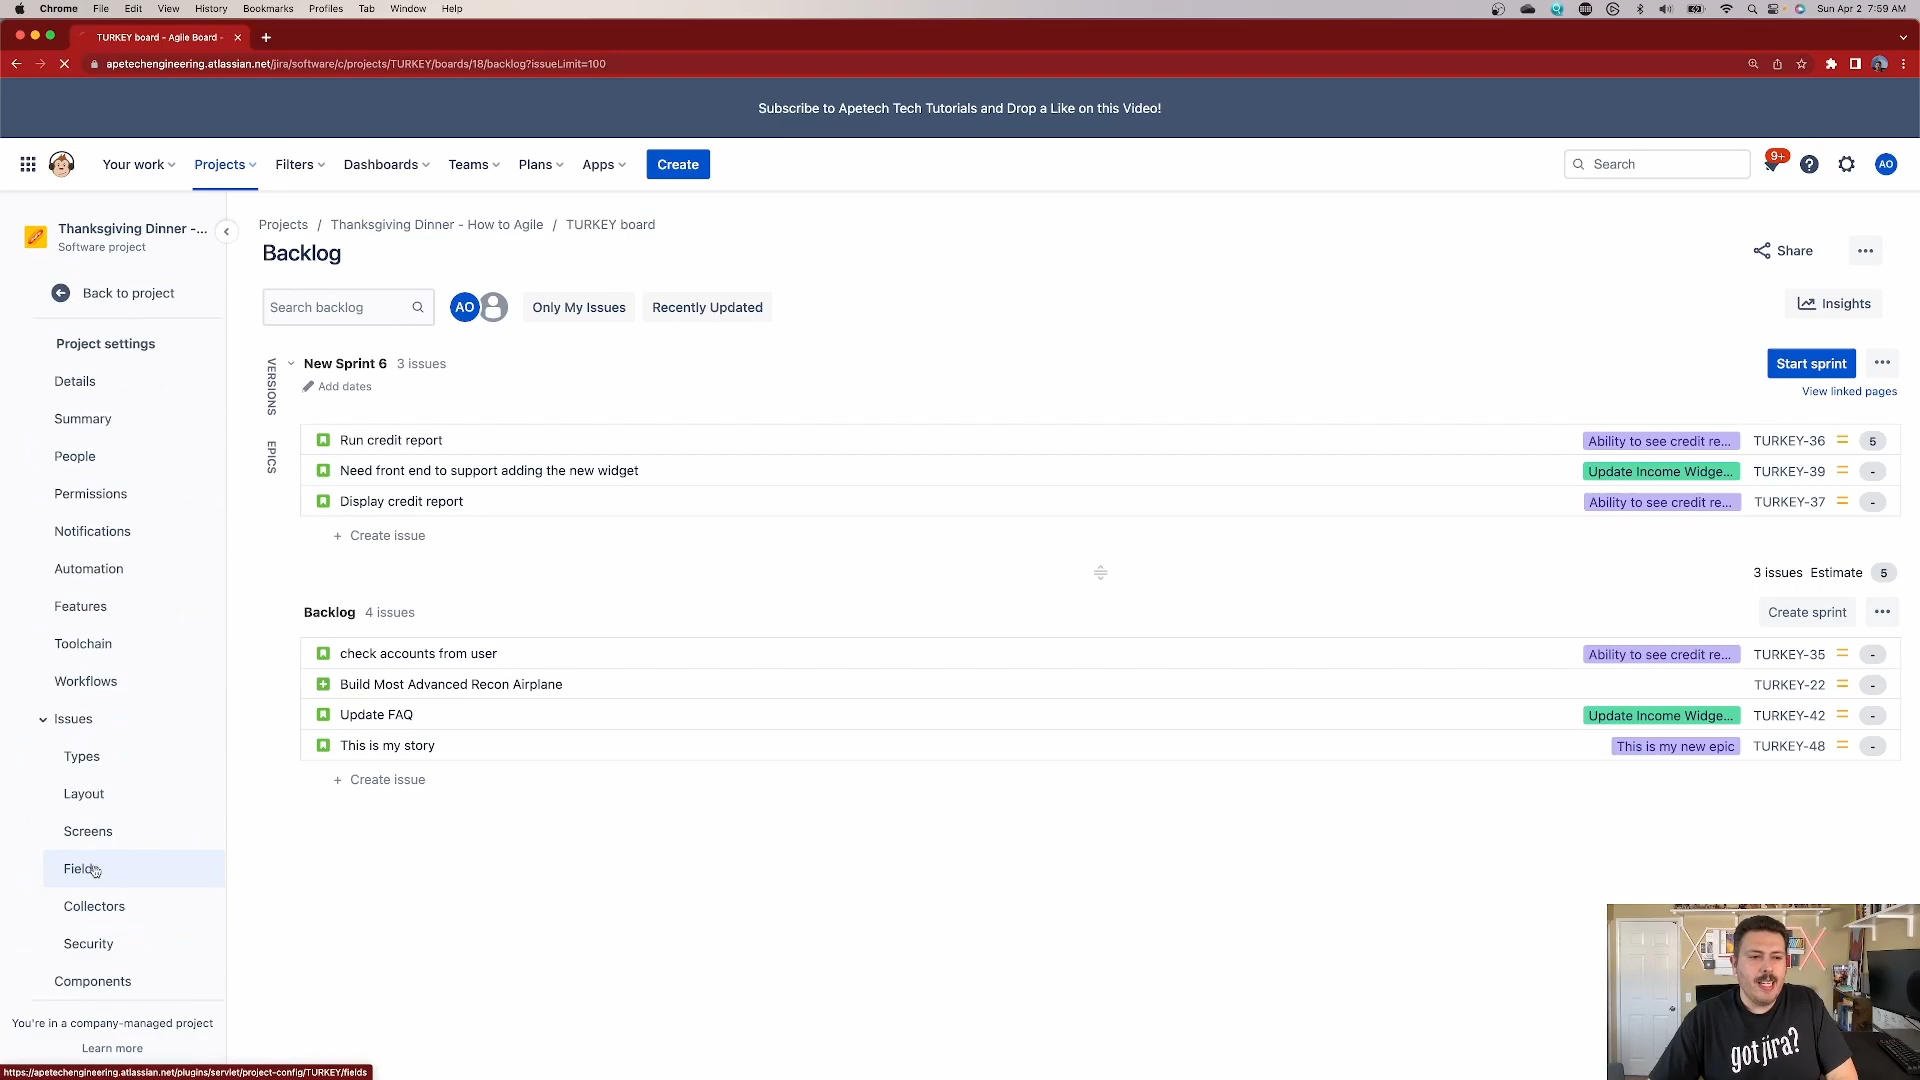 Chrome File Edit View History Bookmarks Profiles Tab Window Help
Sun Apr 2 7:59 AM
TURKEY board - Agile Board -
apetechengineering.atlassian.net/jira/software/c/projects/TURKEY/boards/18/backlog?issueLimit=100
Subscribe to Apetech Tech Tutorials and Drop a Like on this Video!
Your work Projects Filters Dashboards Teams Plans Apps Create
Search
9+
AO
Thanksgiving Dinner -...
Software project
Back to project
Project settings
Details
Summary
People
Permissions
Notifications
Automation
Features
Toolchain
Workflows
Issues
Types
Layout
Screens
Fields
Collectors
Security
Components
You're in a company-managed project
Learn more
https://apetechengineering.atlassian.net/plugins/servlet/project-config/TURKEY/fields
Projects / Thanksgiving Dinner - How to Agile / TURKEY board
Backlog
Share
Search backlog
AO
Only My Issues
Recently Updated
Insights
VERSIONS
EPICS
New Sprint 6 3 issues
Add dates
Start sprint
View linked pages
Run credit report Ability to see credit re... TURKEY-36 5
Need front end to support adding the new widget Update Income Widge... TURKEY-39 -
Display credit report Ability to see credit re... TURKEY-37 -
+ Create issue
3 issues Estimate 5
Backlog 4 issues
Create sprint
check accounts from user Ability to see credit re... TURKEY-35 -
Build Most Advanced Recon Airplane TURKEY-22 -
Update FAQ Update Income Widge... TURKEY-42 -
This is my story This is my new epic TURKEY-48 -
+ Create issue
got jira?